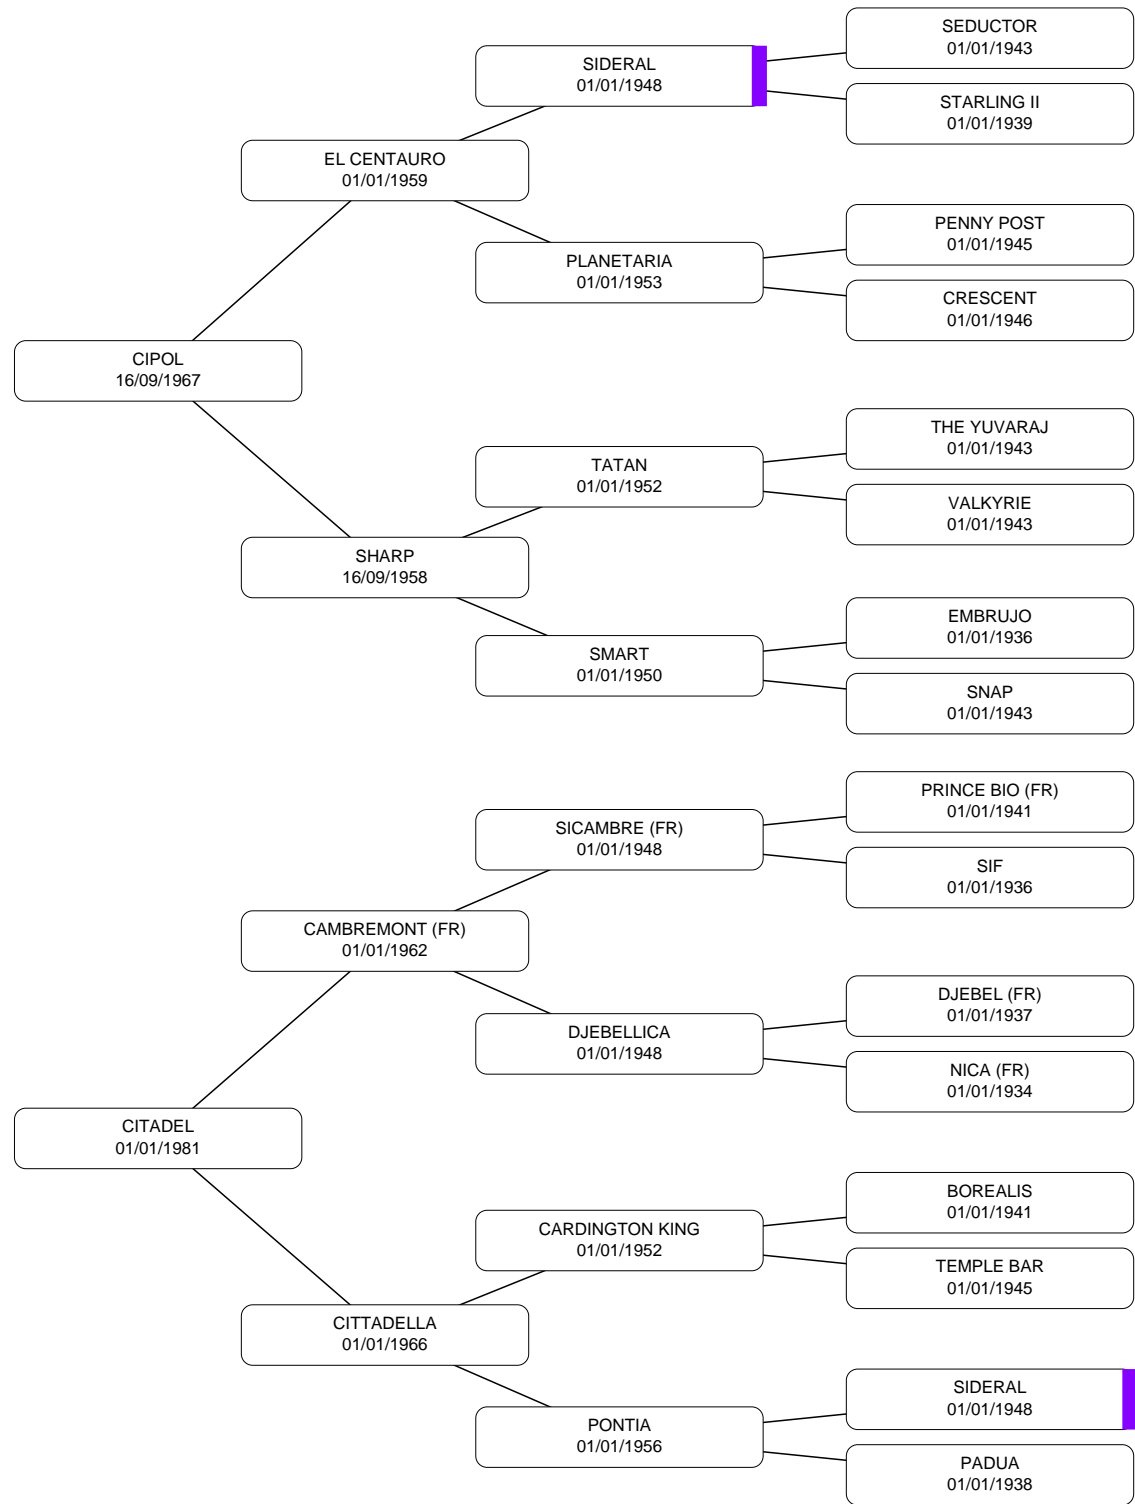 SEDUCTOR
01/01/1943
SIDERAL
01/01/1948
STARLING II
01/01/1939
EL CENTAURO
01/01/1959
PENNY POST
01/01/1945
PLANETARIA
01/01/1953
CRESCENT
01/01/1946
CIPOL
16/09/1967
THE YUVARAJ
01/01/1943
TATAN
01/01/1952
VALKYRIE
01/01/1943
SHARP
16/09/1958
EMBRUJO
01/01/1936
SMART
01/01/1950
SNAP
01/01/1943
PRINCE BIO (FR)
01/01/1941
SICAMBRE (FR)
01/01/1948
SIF
01/01/1936
CAMBREMONT (FR)
01/01/1962
DJEBEL (FR)
01/01/1937
DJEBELLICA
01/01/1948
NICA (FR)
01/01/1934
CITADEL
01/01/1981
BOREALIS
01/01/1941
CARDINGTON KING
01/01/1952
TEMPLE BAR
01/01/1945
CITTADELLA
01/01/1966
SIDERAL
01/01/1948
PONTIA
01/01/1956
PADUA
01/01/1938